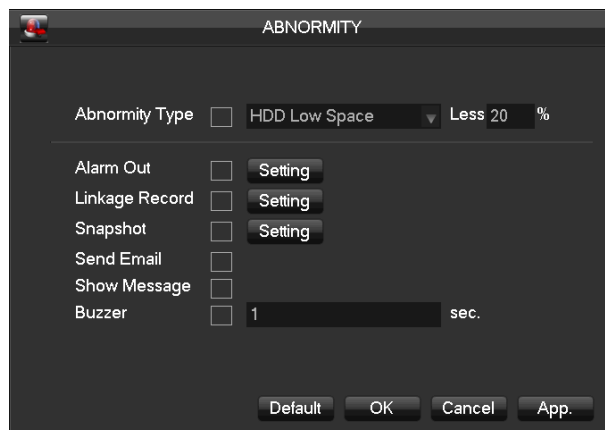 ABNORMITY
Abnormity Type HDD Low Space Less 20 %
Alarm Out Setting
Linkage Record Setting
Snapshot Setting
Send Email
Show Message
Buzzer 1 sec.
Default OK Cancel App.